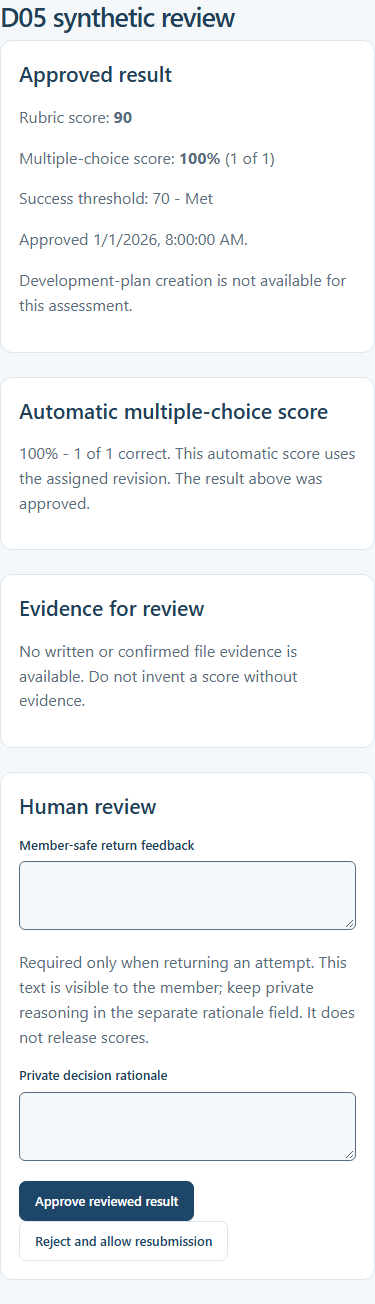 D05 synthetic review
Approved result
Rubric score: 90
Multiple-choice score: 100% (1 of 1)
Success threshold: 70 - Met
Approved 1/1/2026, 8:00:00 AM.
Development-plan creation is not available for
this assessment.
Automatic multiple-choice score
100% - 1 of 1 correct. This automatic score uses
the assigned revision. The result above was
approved.
Evidence for review
No written or confirmed file evidence is
available. Do not invent a score without
evidence.
Human review
Member-safe return feedback
Required only when returning an attempt. This
text is visible to the member; keep private
reasoning in the separate rationale field. It does
not release scores.
Private decision rationale
Approve reviewed result
Reject and allow resubmission